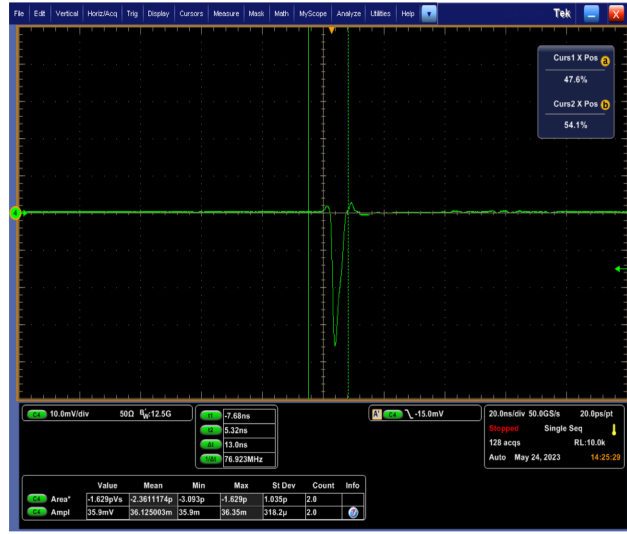 File Edit Vertical Horiz/Acq Trig Display Cursors Measure Mask Math MyScope Analyze Utilities Help Tek
Curs1 X Pos a
47.6%
Curs2 X Pos b
54.1%
4
C4 10.0mV/div 50Ω BW:12.5G
t1 -7.68ns
t2 5.32ns
Δt 13.0ns
1/Δt 76.923MHz
A' C4 -15.0mV
20.0ns/div 50.0GS/s 20.0ps/pt
Stopped Single Seq
128 acqs RL:10.0k
Auto May 24, 2023 14:25:29
Value Mean Min Max St Dev Count Info
C4 Area* -1.629pVs -2.3611174p -3.093p -1.629p 1.035p 2.0
C4 Ampl 35.9mV 36.125003m 35.9m 36.35m 318.2µ 2.0